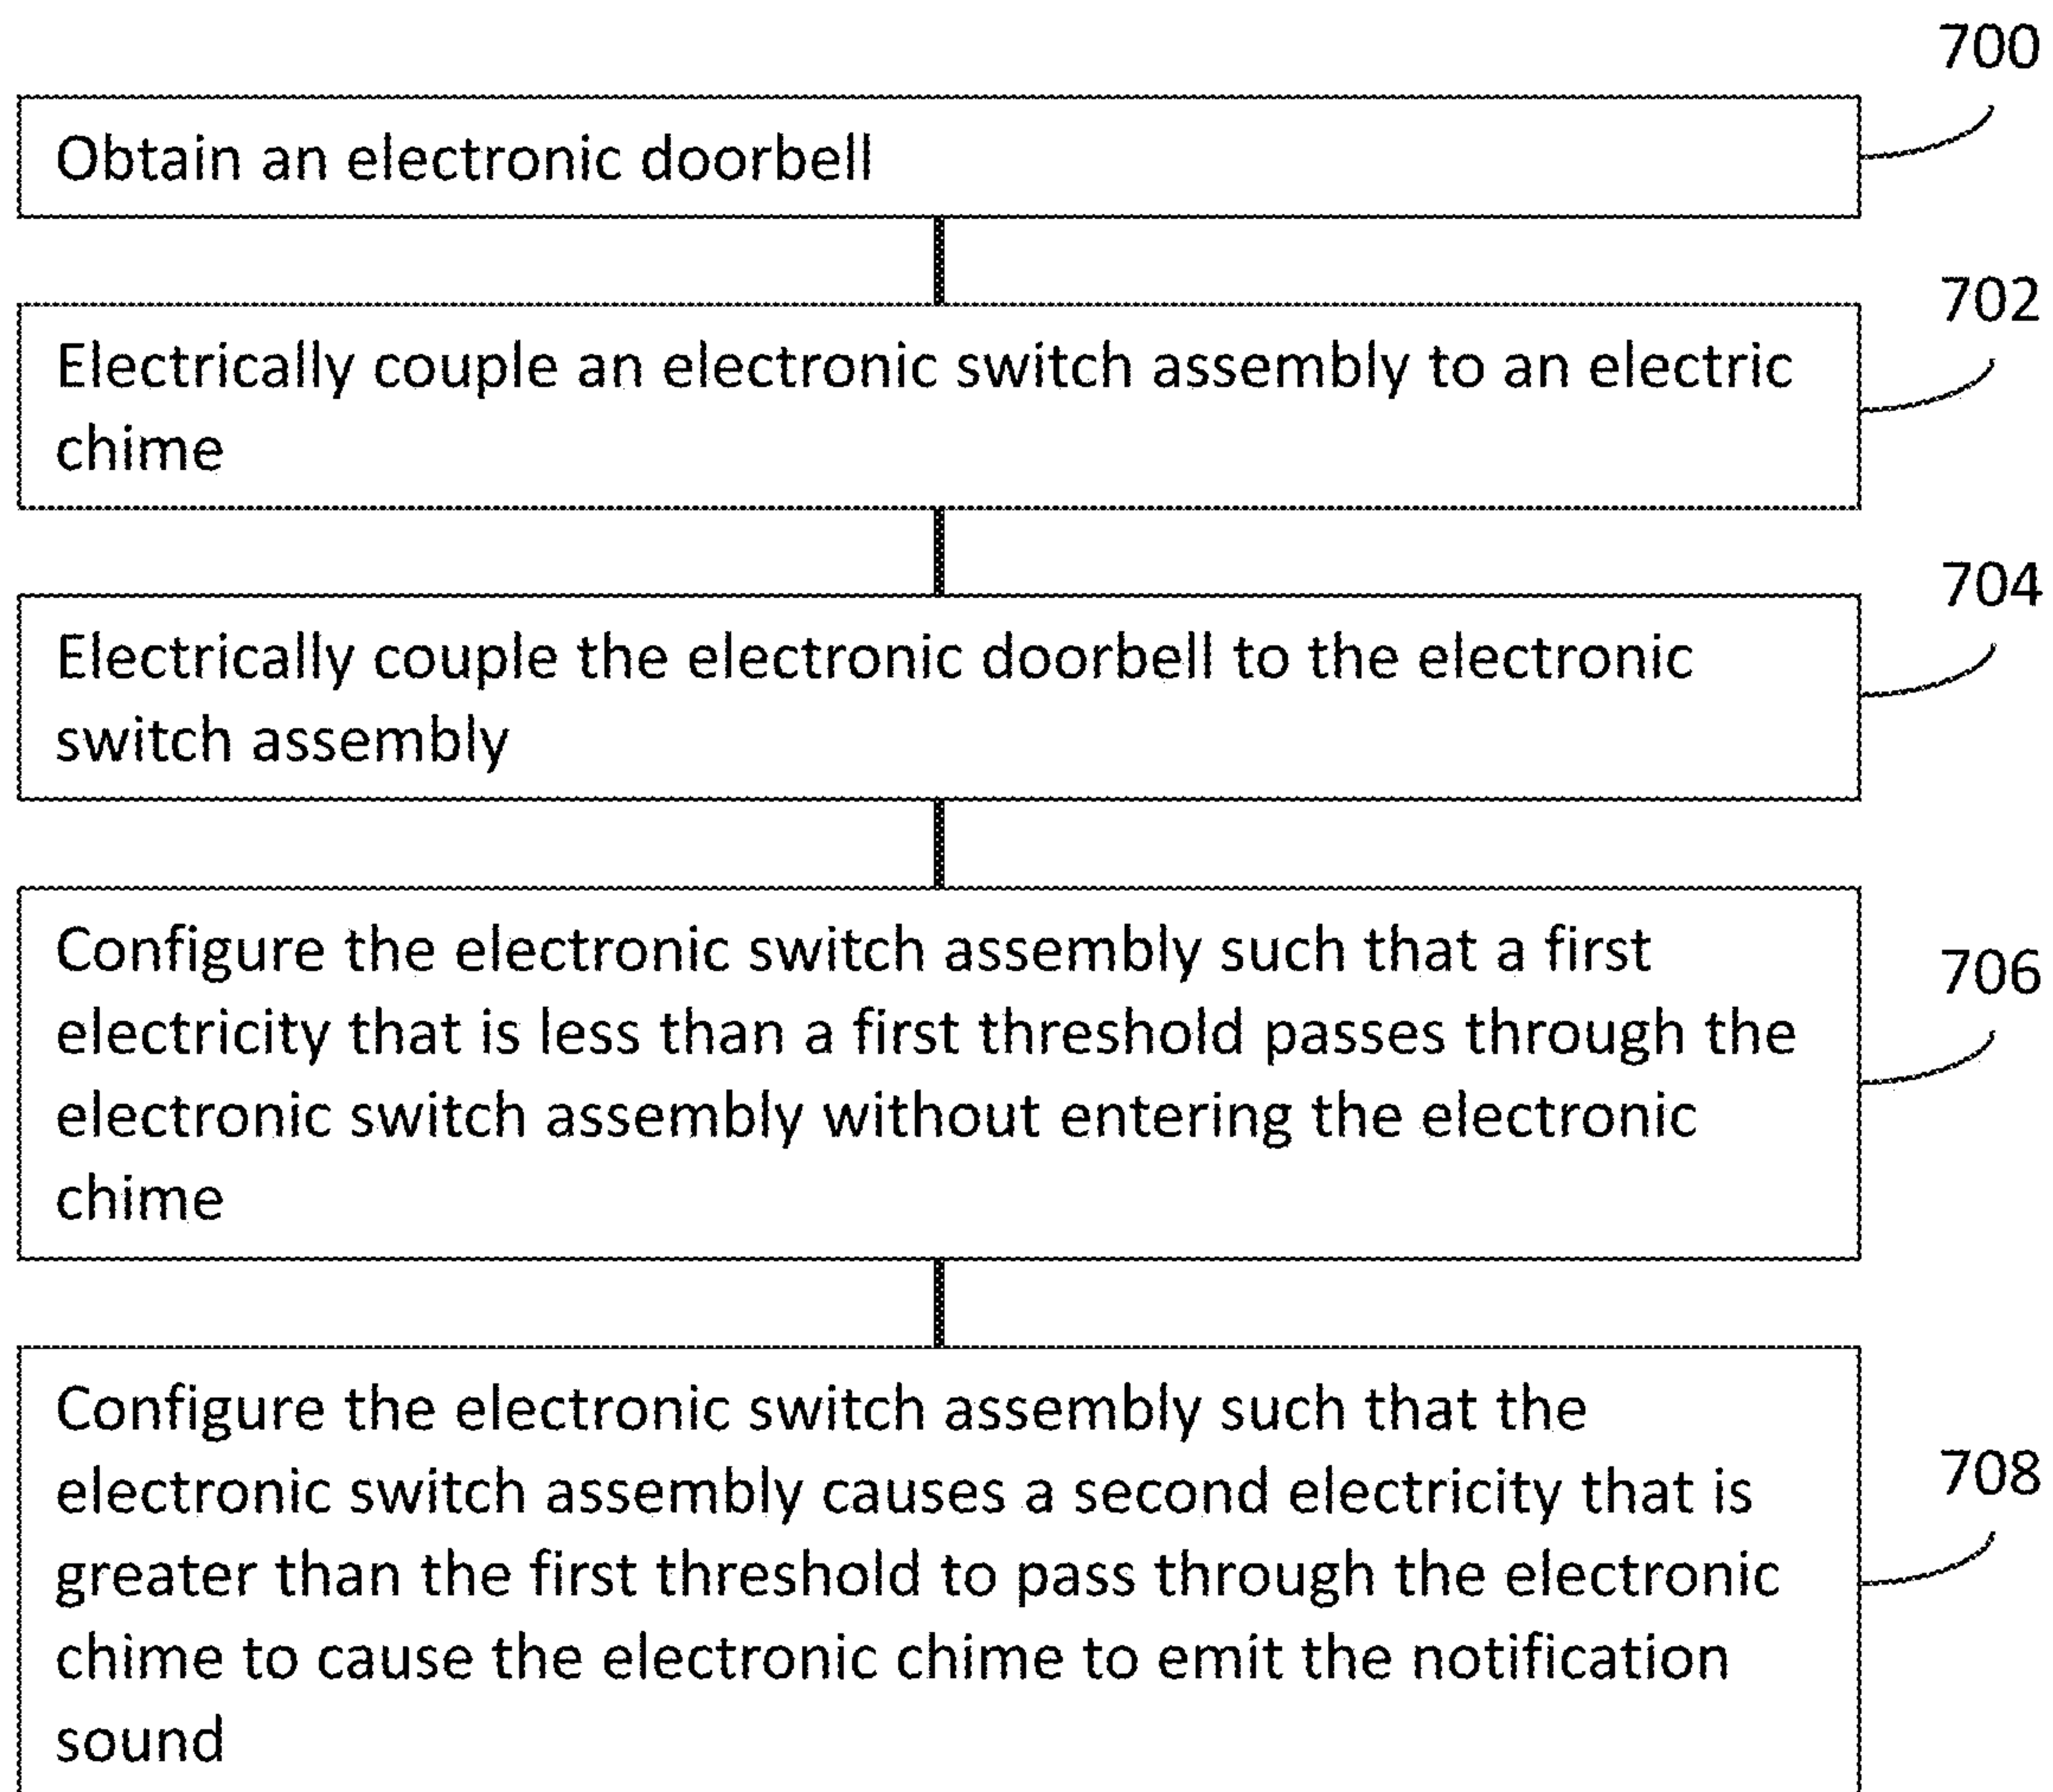 700
Obtain an electronic doorbell
702
Electrically couple an electronic switch assembly to an electric
chime
704
Electrically couple the electronic doorbell to the electronic
switch assembly
Configure the electronic switch assembly such that a first
706
electricity that is less than a first threshold passes through the
electronic switch assembly without entering the electronic
chime
Configure the electronic switch assembly such that the
708
electronic switch assembly causes a second electricity that is
greater than the first threshold to pass through the electronic
chime to cause the electronic chime to emit the notification
sound